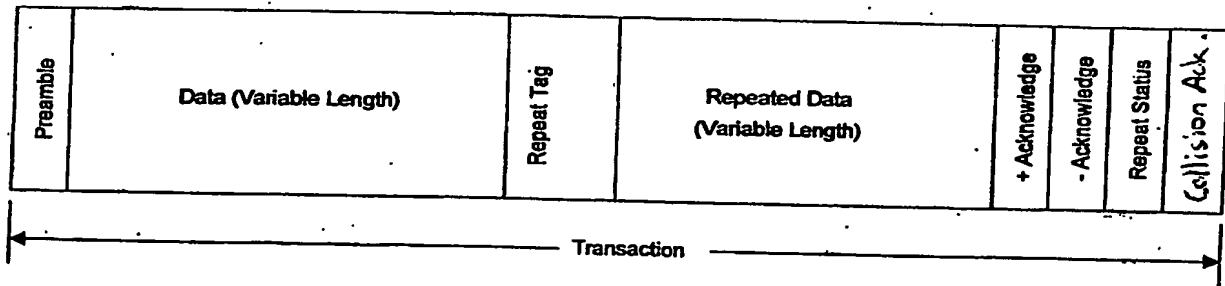 Preamble
Data (Variable Length)
Repeat Tag
Repeated Data
(Variable Length)
+ Acknowledge
- Acknowledge
Repeat Status
Collision Ack.
Transaction